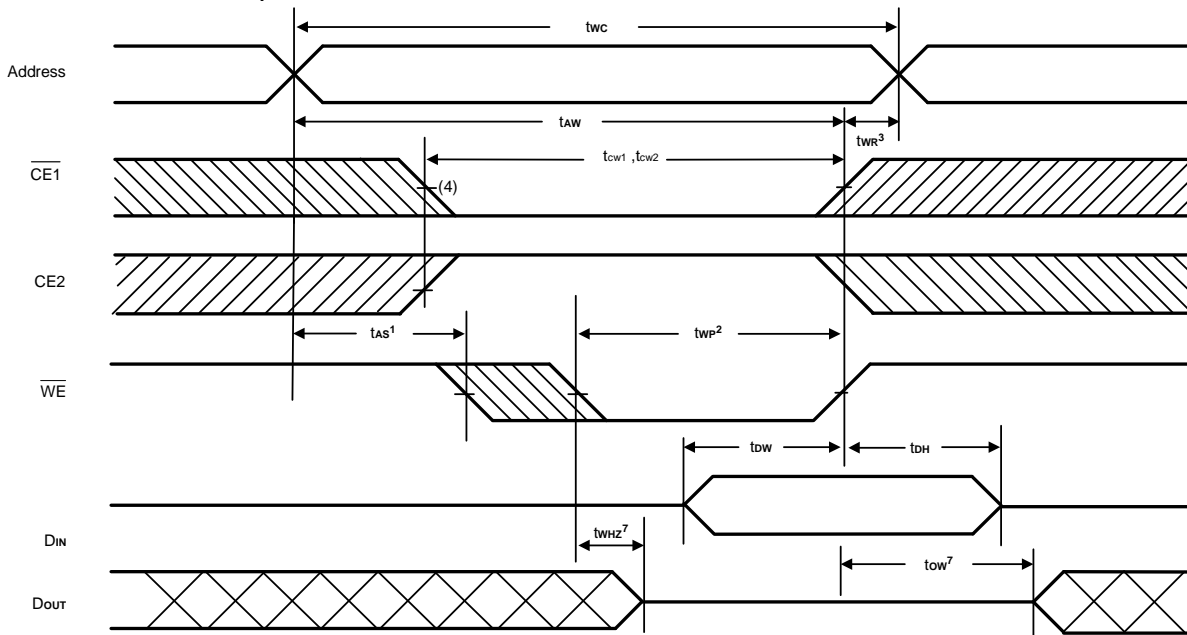 twc
Address
tAW
tWR³
CE1
tcw1 ,tcw2
(4)
CE2
tAS¹
tWP²
WE
tDW
tDH
DIN
tWHZ⁷
tow⁷
DOUT